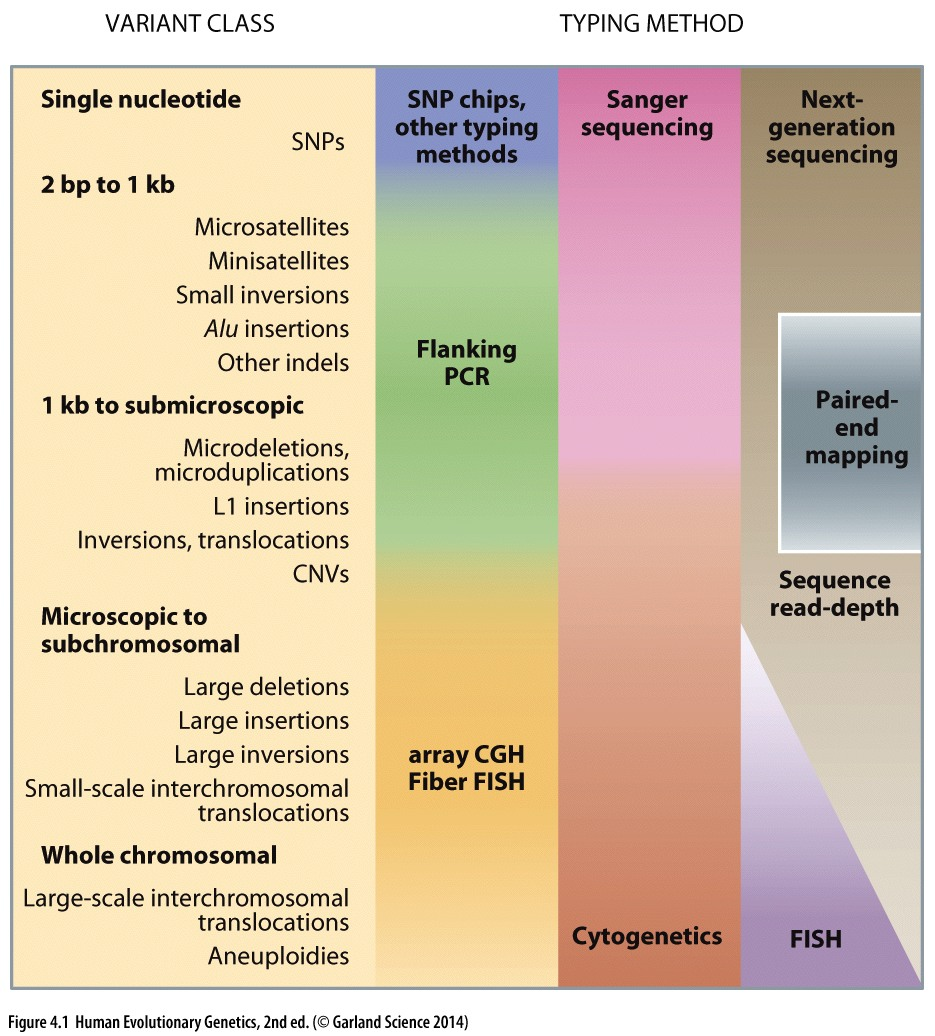 VARIANT CLASS
TYPING METHOD
Single nucleotide
SNPs
2 bp to 1 kb
Microsatellites
Minisatellites
Small inversions
Alu insertions
Other indels
1 kb to submicroscopic
Microdeletions,
microduplications
L1 insertions
Inversions, translocations
CNVs
Microscopic to
subchromosomal
Large deletions
Large insertions
Large inversions
Small-scale interchromosomal
translocations
Whole chromosomal
Large-scale interchromosomal
translocations
Aneuploidies
SNP chips,
other typing
methods
Flanking
PCR
array CGH
Fiber FISH
Sanger
sequencing
Cytogenetics
Next-
generation
sequencing
Paired-
end
mapping
Sequence
read-depth
FISH
Figure 4.1 Human Evolutionary Genetics, 2nd ed. (© Garland Science 2014)